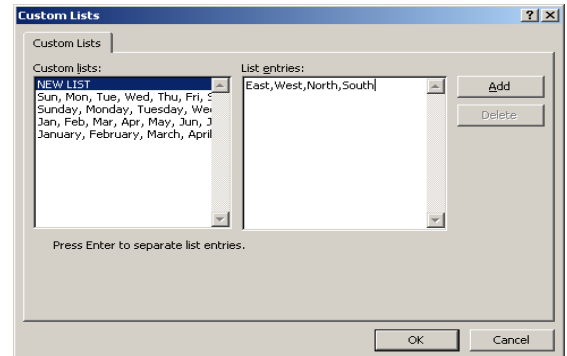 Custom Lists
Custom Lists
Custom lists:
List entries:
NEW LIST
Sun, Mon, Tue, Wed, Thu, Fri, S
Sunday, Monday, Tuesday, Wed
Jan, Feb, Mar, Apr, May, Jun, J
January, February, March, April
East,West,North,South
Add
Delete
Press Enter to separate list entries.
OK
Cancel